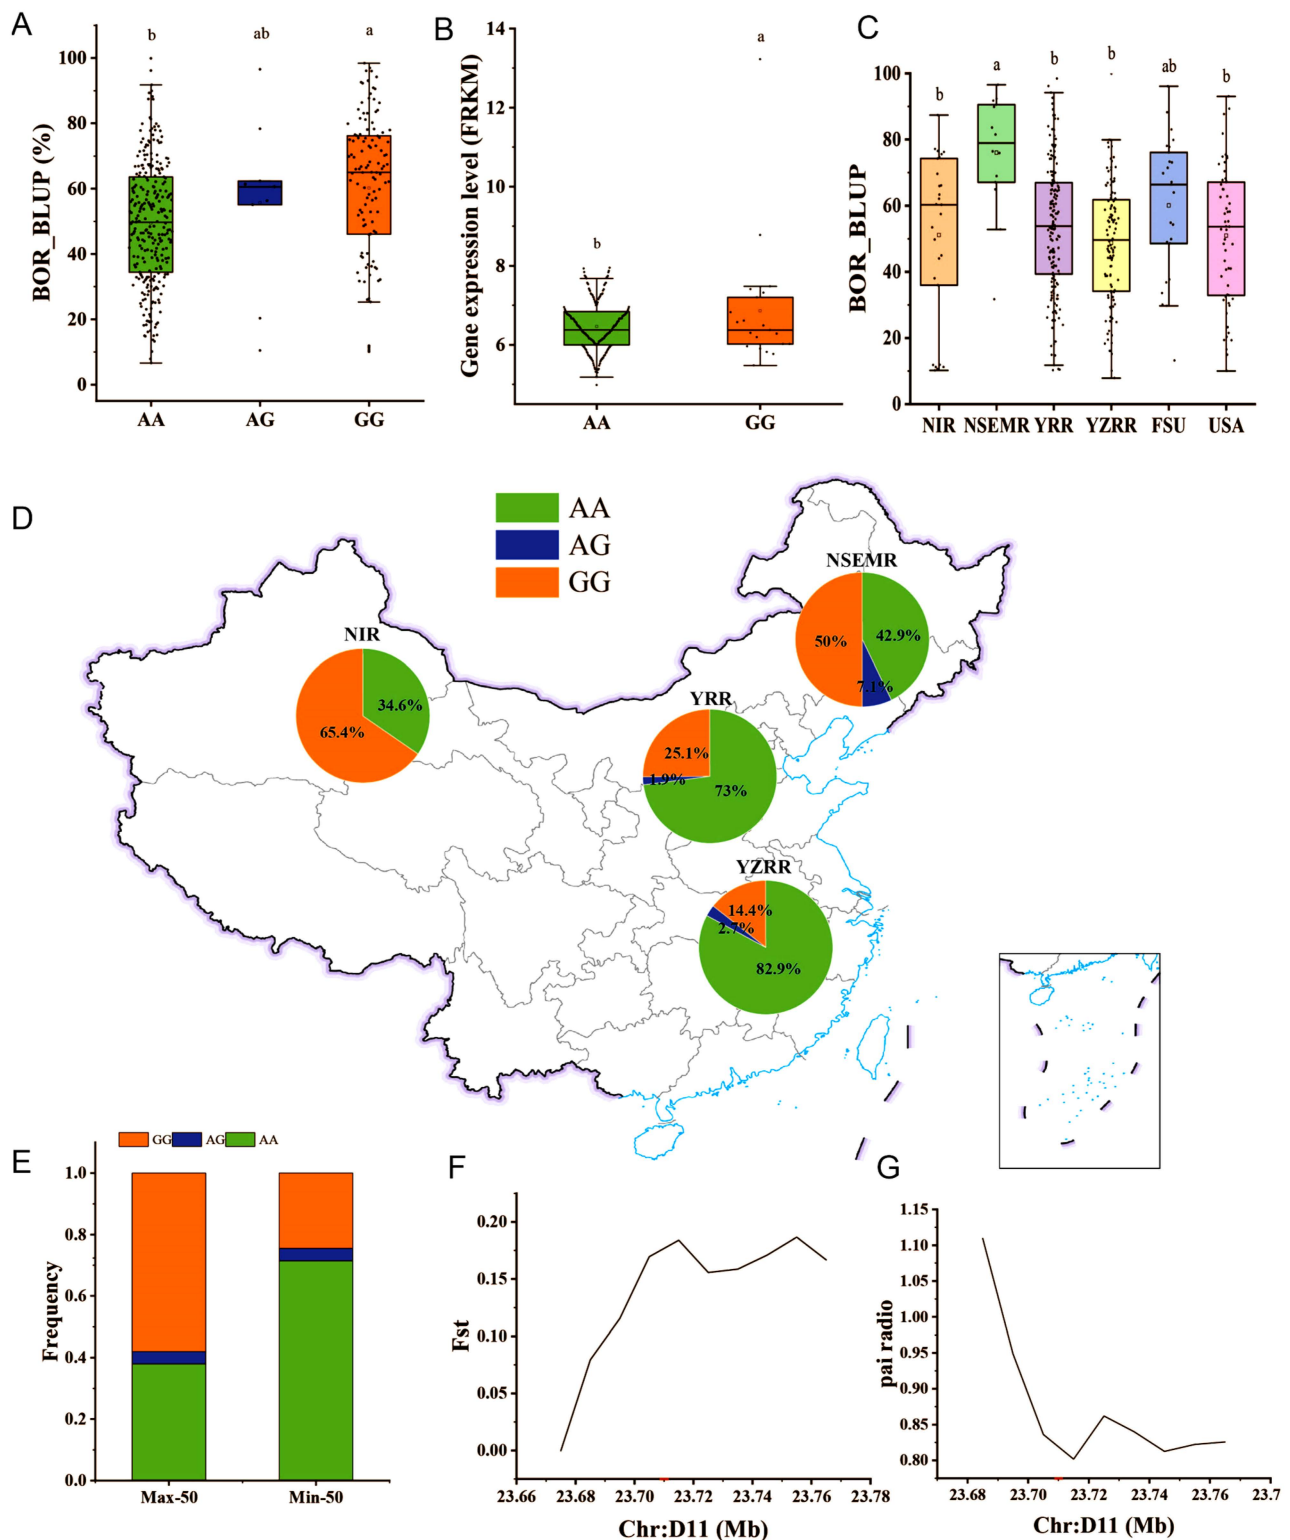 A
b
ab
a
BOR_BLUP (%)
100
80
60
40
20
0
AA
AG
GG
B
Gene expression level (FRKM)
14
12
10
8
6
b
a
AA
GG
C
BOR_BLUP
100
80
60
40
20
0
b
a
b
b
ab
b
NIR
NSEMR
YRR
YZRR
FSU
USA
D
AA
AG
GG
NSEMR
50%
42.9%
7.1%
NIR
34.6%
65.4%
YRR
25.1%
1.9%
73%
YZRR
14.4%
2.7%
82.9%
E
GG
AG
AA
Frequency
1.0
0.8
0.6
0.4
0.2
0.0
Max-50
Min-50
F
Fst
0.20
0.15
0.10
0.05
0.00
23.66
23.68
23.70
23.72
23.74
23.76
23.78
Chr:D11 (Mb)
G
pai radio
1.15
1.10
1.05
1.00
0.95
0.90
0.85
0.80
23.68
23.70
23.72
23.74
23.76
23.7
Chr:D11 (Mb)